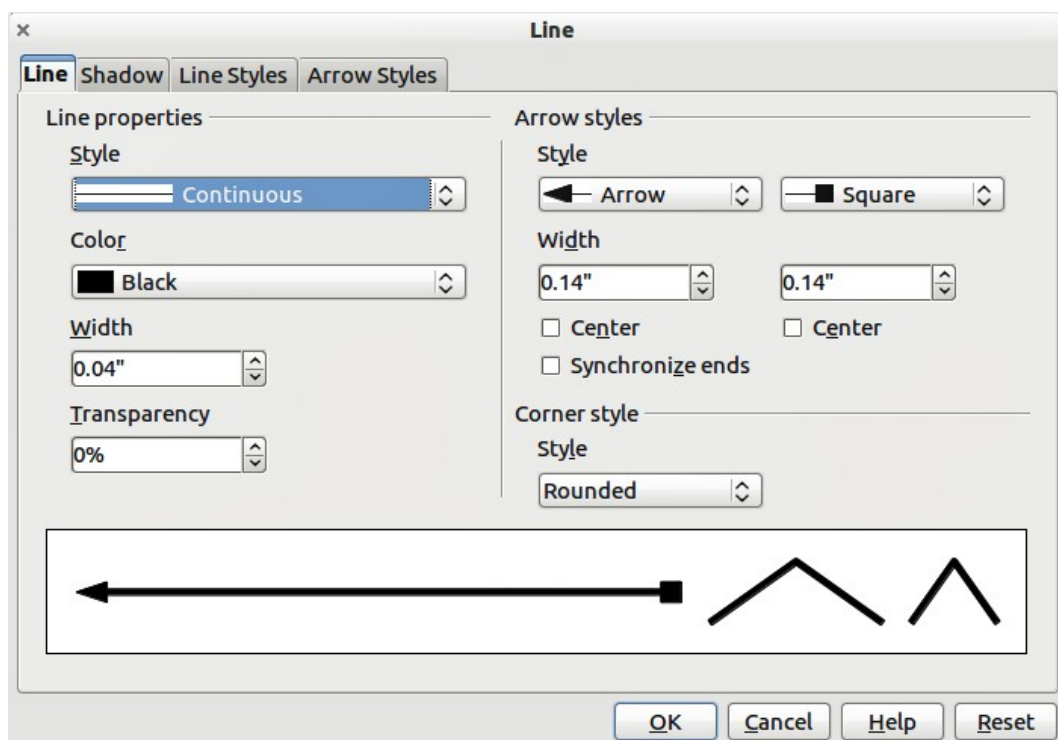 Line
Line Shadow Line Styles Arrow Styles
Line properties
Style
Continuous
Color
Black
Width
0.04"
Transparency
0%
Arrow styles
Style
Arrow Square
Width
0.14" 0.14"
Center Center
Synchronize ends
Corner style
Style
Rounded
OK Cancel Help Reset